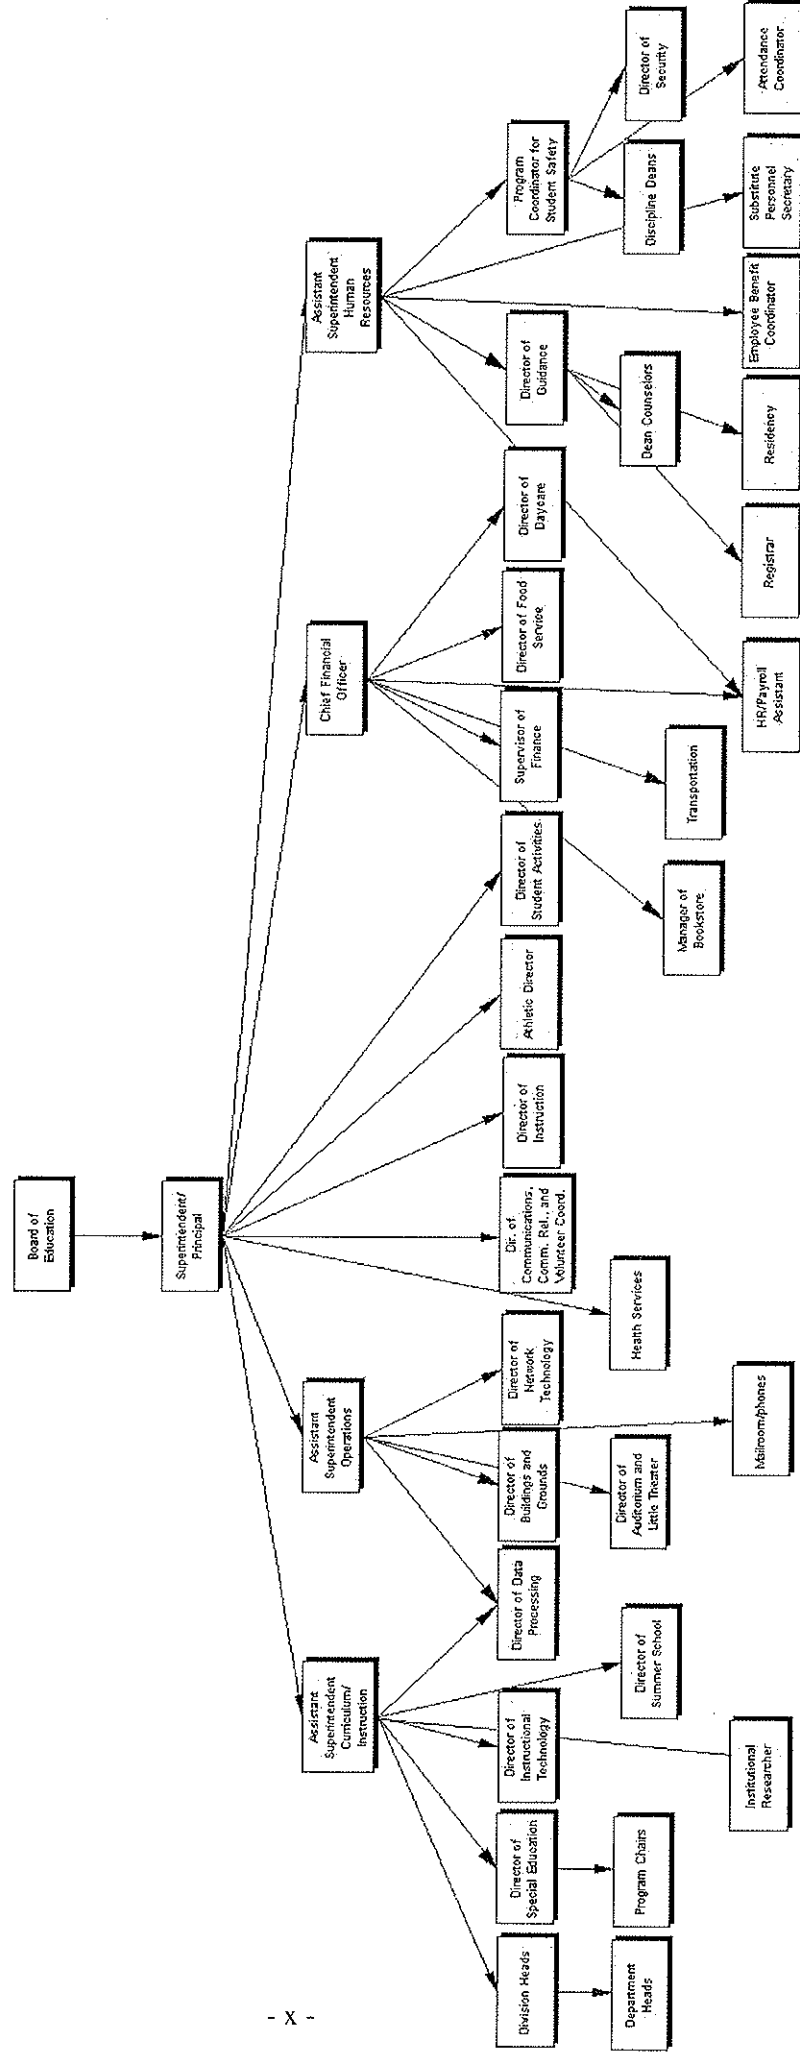 Board of
Education
Superintendent/
Principal
Assistant
Superintendent
Curriculum/
Instruction
Assistant
Superintendent
Operations
Chief Financial
Officer
Assistant
Superintendent
Human
Resources
Division Heads
Director of
Special Education
Director of
Instructional
Technology
Director of Data
Processing
Director of
Buildings and
Grounds
Director of
Network
Technology
Dir. of
Communications,
Comm. Rel., and
Volunteer Coord.
Director of
Instruction
Athletic Director
Director of
Student Activities
Supervisor of
Finance
Director of Food
Service
Director of
Daycare
Director of
Guidance
Program
Coordinator for
Student Safety
Department
Heads
Program Chairs
Director of
Summer School
Director of
Auditorium and
Little Theater
Health Services
Manager of
Bookstore
Transportation
Dean Counselors
Discipline Deans
Director of
Security
Institutional
Researcher
Mailroom/phones
HR/Payroll
Assistant
Registrar
Residency
Employee Benefit
Coordinator
Substitute
Personnel
Secretary
Attendance
Coordinator
- x -